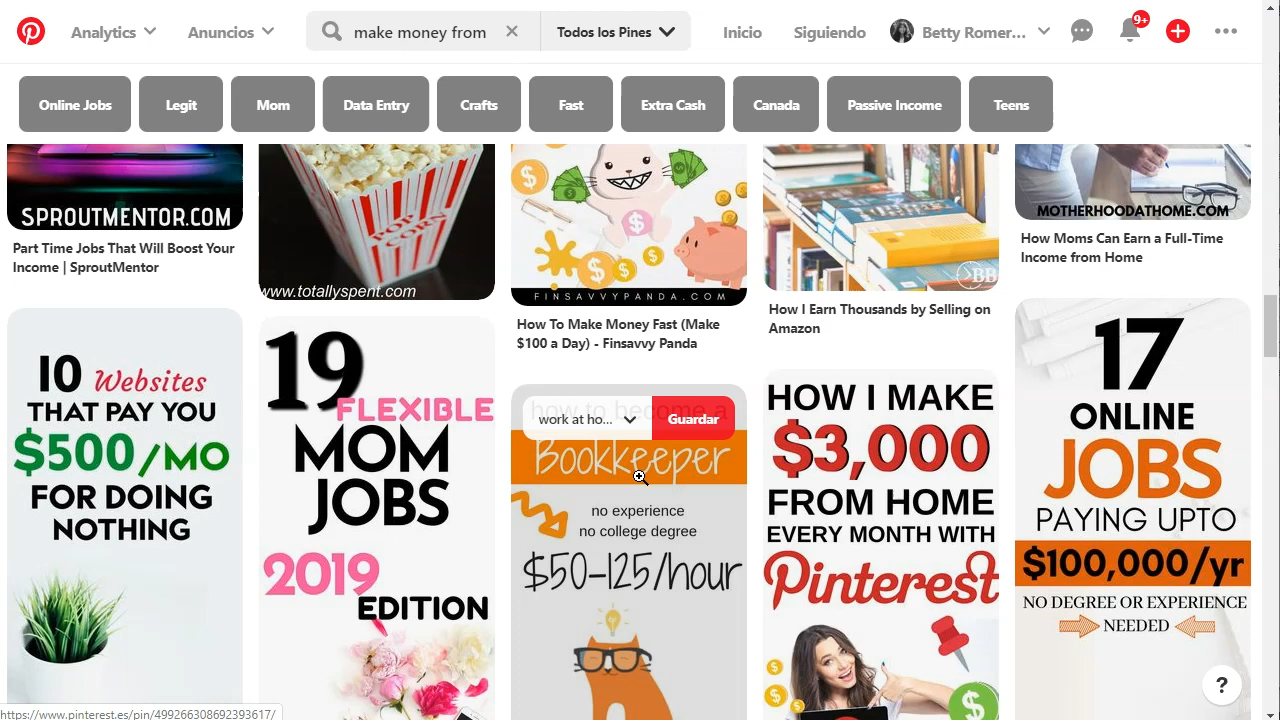 Analytics
Anuncios
make money from
Todos los Pines
Inicio
Siguiendo
Betty Romer...
9+
Online Jobs
Legit
Mom
Data Entry
Crafts
Fast
Extra Cash
Canada
Passive Income
Teens
SPROUTMENTOR.COM
Part Time Jobs That Will Boost Your
Income | SproutMentor
10 Websites
THAT PAY YOU
$500/MO
FOR DOING
NOTHING
www.totallyspent.com
19
FLEXIBLE
MOM
JOBS
2019
EDITION
FINSAVVYPANDA.COM
How To Make Money Fast (Make
$100 a Day) - Finsavvy Panda
how to become a
work at ho...
Guardar
Bookkeeper
no experience
no college degree
$50-125/hour
BB
How I Earn Thousands by Selling on
Amazon
HOW I MAKE
$3,000
FROM HOME
EVERY MONTH WITH
Pinterest
$
MOTHERHOODATHOME.COM
How Moms Can Earn a Full-Time
Income from Home
17
ONLINE
JOBS
PAYING UPTO
$100,000/yr
NO DEGREE OR EXPERIENCE
NEEDED
?
https://www.pinterest.es/pin/499266308692393617/